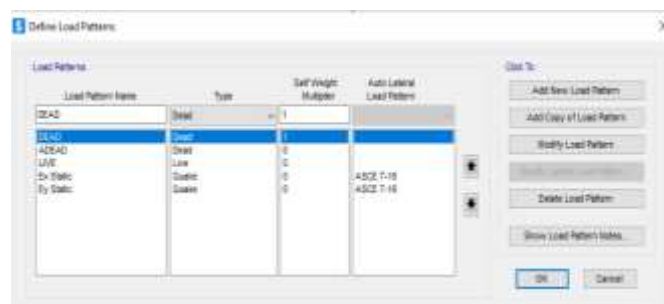 Define Load Patterns
Load Patterns
Click To:
Load Pattern Name Type Self Weight Multiplier Auto Lateral Load Pattern
DEAD Dead 1
DEAD Dead 1
ADEAD Dead 0
LIVE Live 0
Ex Static Quake 0 ASCE 7-16
Ey Static Quake 0 ASCE 7-16
Add New Load Pattern
Add Copy of Load Pattern
Modify Load Pattern
Delete Load Pattern
Show Load Pattern Notes...
OK Cancel